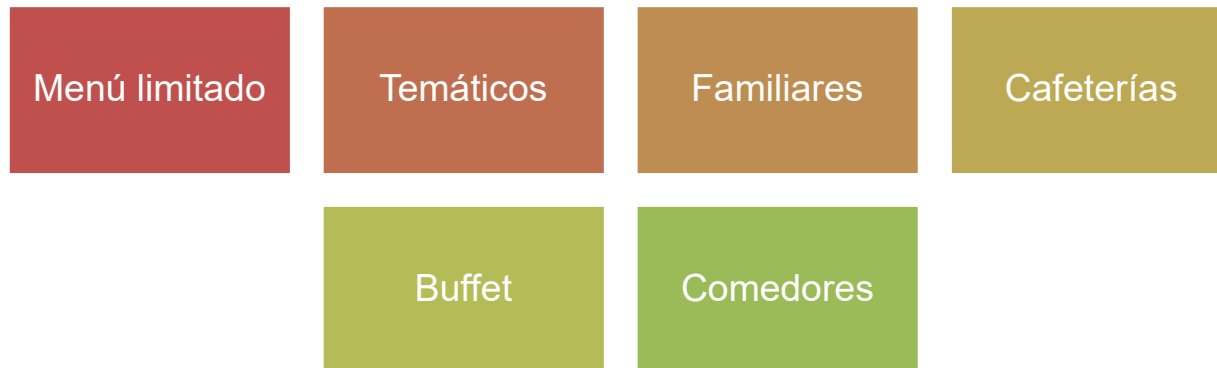 Menú limitado
Temáticos
Familiares
Cafeterías
Buffet
Comedores